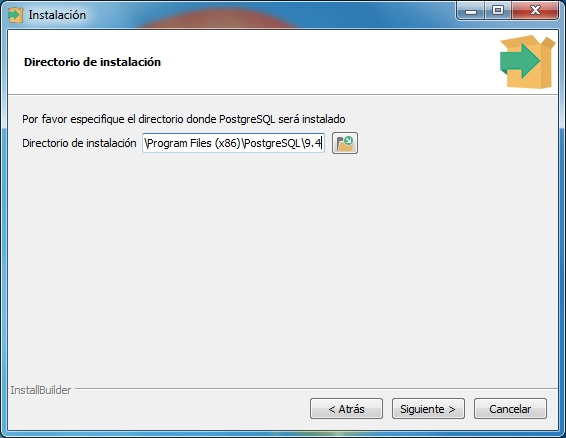 Instalación
Directorio de instalación
Por favor especifique el directorio donde PostgreSQL será instalado
Directorio de instalación \Program Files (x86)\PostgreSQL\9.4
InstallBuilder
< Atrás Siguiente > Cancelar